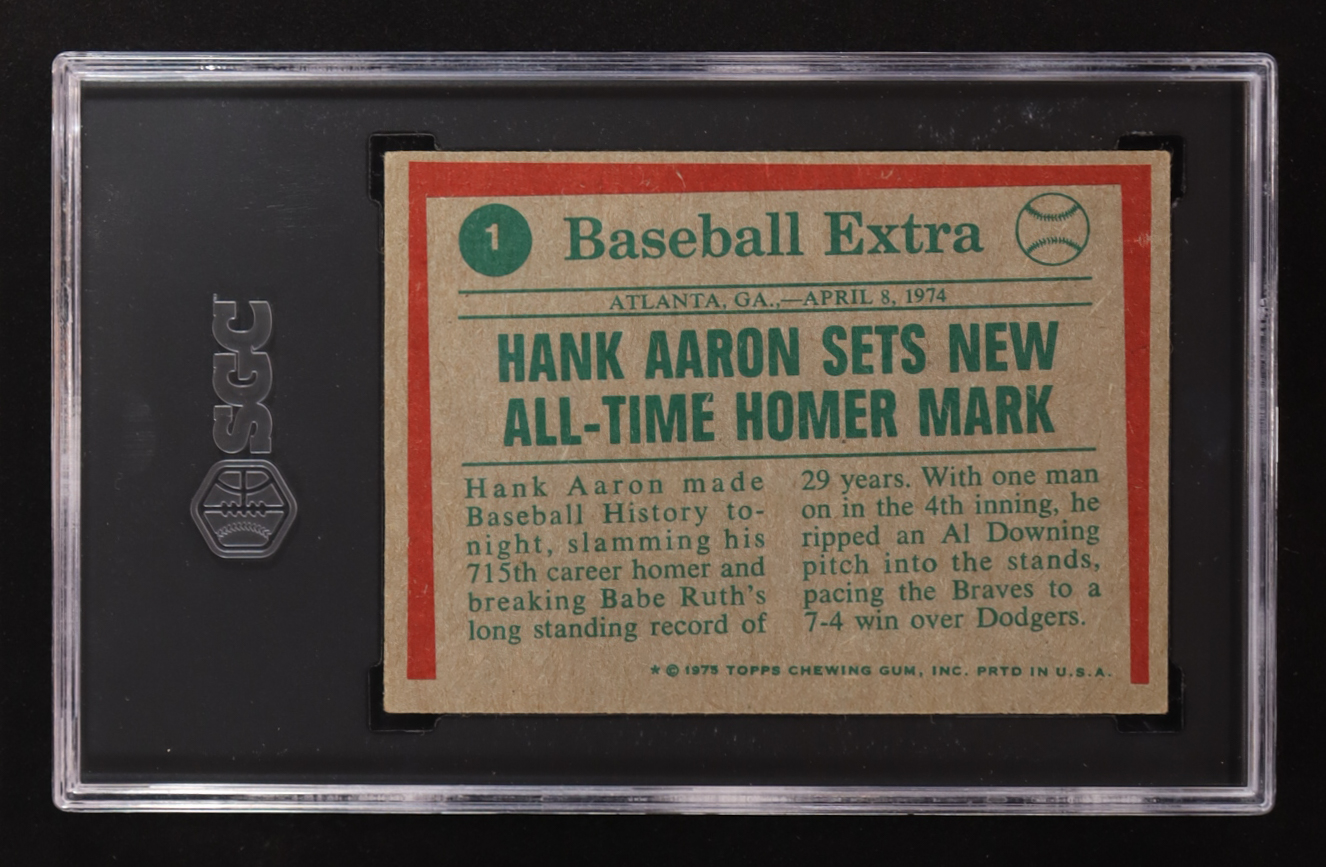 1
Baseball Extra
ATLANTA, GA.,—APRIL 8, 1974
HANK AARON SETS NEW
ALL-TIME HOMER MARK
Hank Aaron made
Baseball History to-
night, slamming his
715th career homer and
breaking Babe Ruth's
long standing record of
29 years. With one man
on in the 4th inning, he
ripped an Al Downing
pitch into the stands,
pacing the Braves to a
7-4 win over Dodgers.
* © 1975 TOPPS CHEWING GUM, INC. PRTD IN U.S.A.
SGC